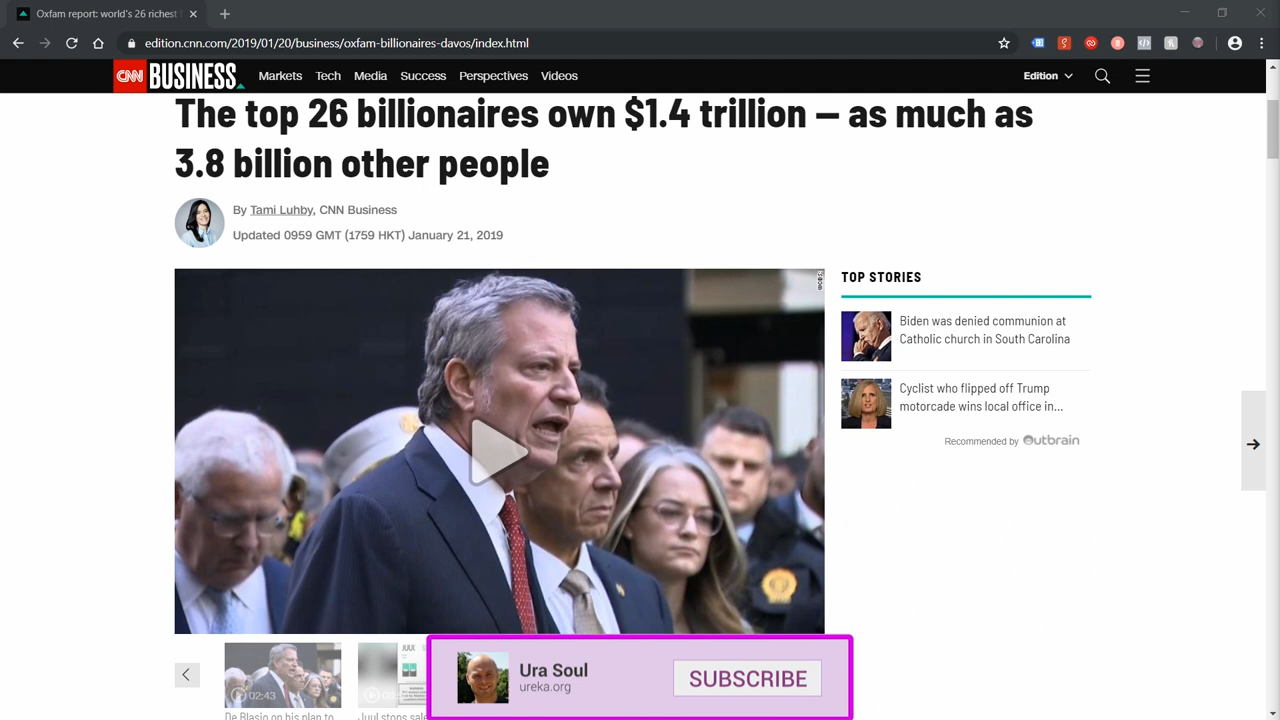 Oxfam report: world's 26 richest
edition.cnn.com/2019/01/20/business/oxfam-billionaires-davos/index.html
CNN BUSINESS Markets Tech Media Success Perspectives Videos Edition
The top 26 billionaires own $1.4 trillion — as much as
3.8 billion other people
By Tami Luhby, CNN Business
Updated 0959 GMT (1759 HKT) January 21, 2019
WCBS
TOP STORIES
Biden was denied communion at
Catholic church in South Carolina
Cyclist who flipped off Trump
motorcade wins local office in...
Recommended by Outbrain
02:43
De Blasio on his plan to
Juul stops sale
Ura Soul
ureka.org
SUBSCRIBE